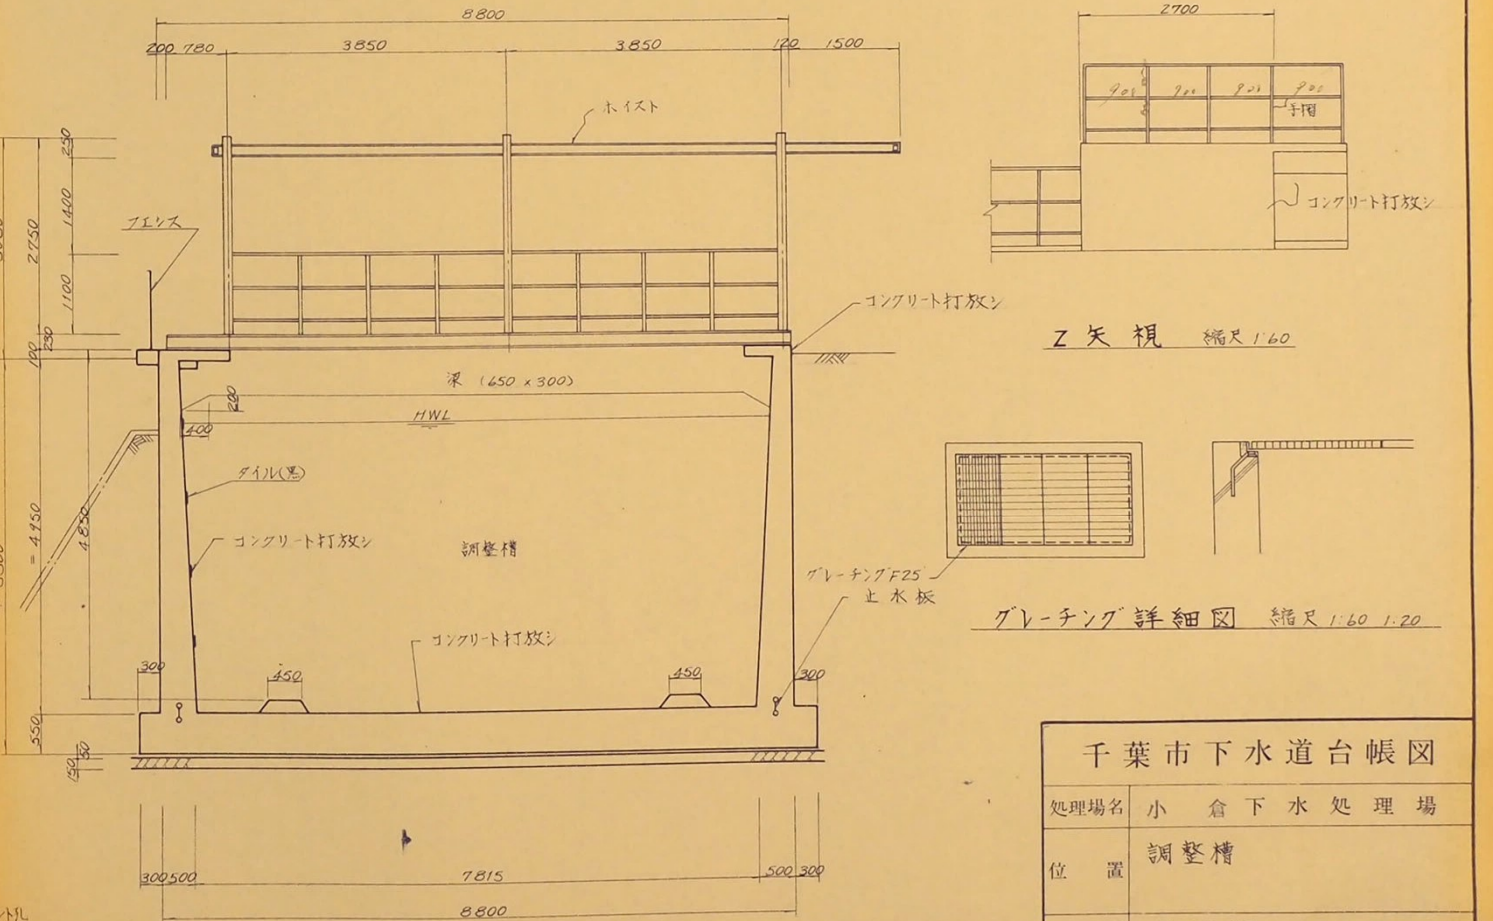 8800
200 780 3850 3850 120 1500
ホイスト
250
1400
2750
1100
230
100
フェンス
コンクリート打放シ
梁 (650 x 300)
200
HWL
400
タイル(黒)
コンクリート打放シ
調整槽
= 4950
4850
コンクリート打放シ
グレーチング F25
止水板
300
450
450
300
550
50
150
300 500 7815 500 300
8800
2700
900 900 900 900
手摺
コンクリート打放シ
Z 矢視 縮尺 1:60
グレーチング詳細図 縮尺 1:60 1:20
千葉市下水道台帳図
処理場名 小倉下水処理場
位置 調整槽